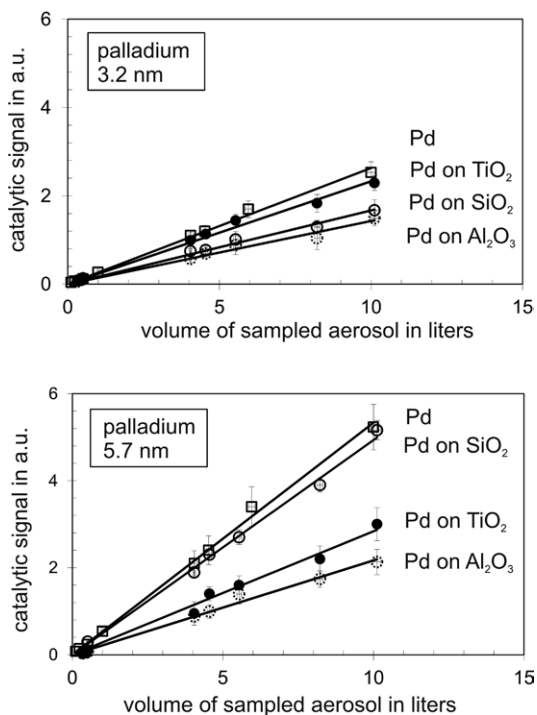 catalytic signal in a.u.
6
4
2
0
palladium
3.2 nm
Pd
Pd on TiO₂
Pd on SiO₂
Pd on Al₂O₃
0 5 10 15
volume of sampled aerosol in liters
catalytic signal in a.u.
6
4
2
0
palladium
5.7 nm
Pd
Pd on SiO₂
Pd on TiO₂
Pd on Al₂O₃
0 5 10 15
volume of sampled aerosol in liters